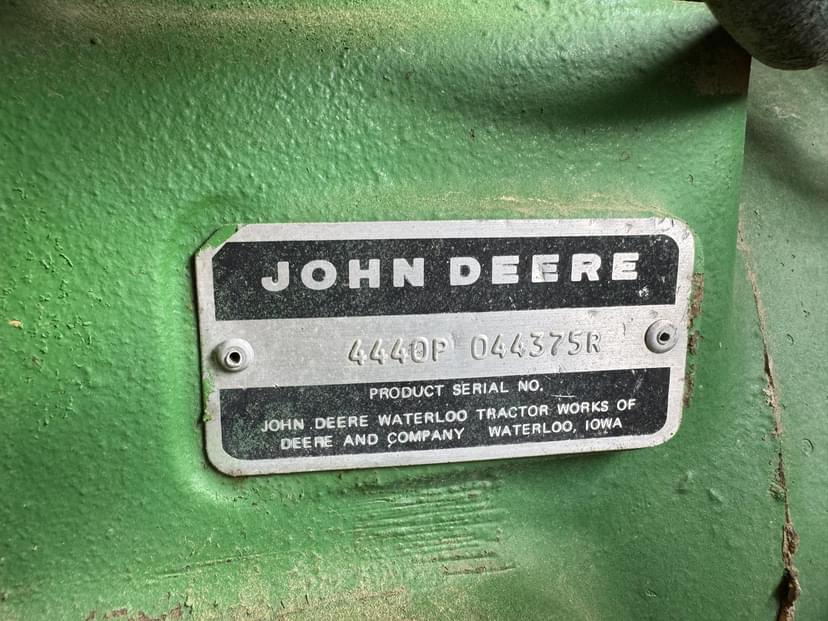 JOHN DEERE
4440P 044375R
PRODUCT SERIAL NO.
JOHN DEERE WATERLOO TRACTOR WORKS OF
DEERE AND COMPANY WATERLOO, IOWA